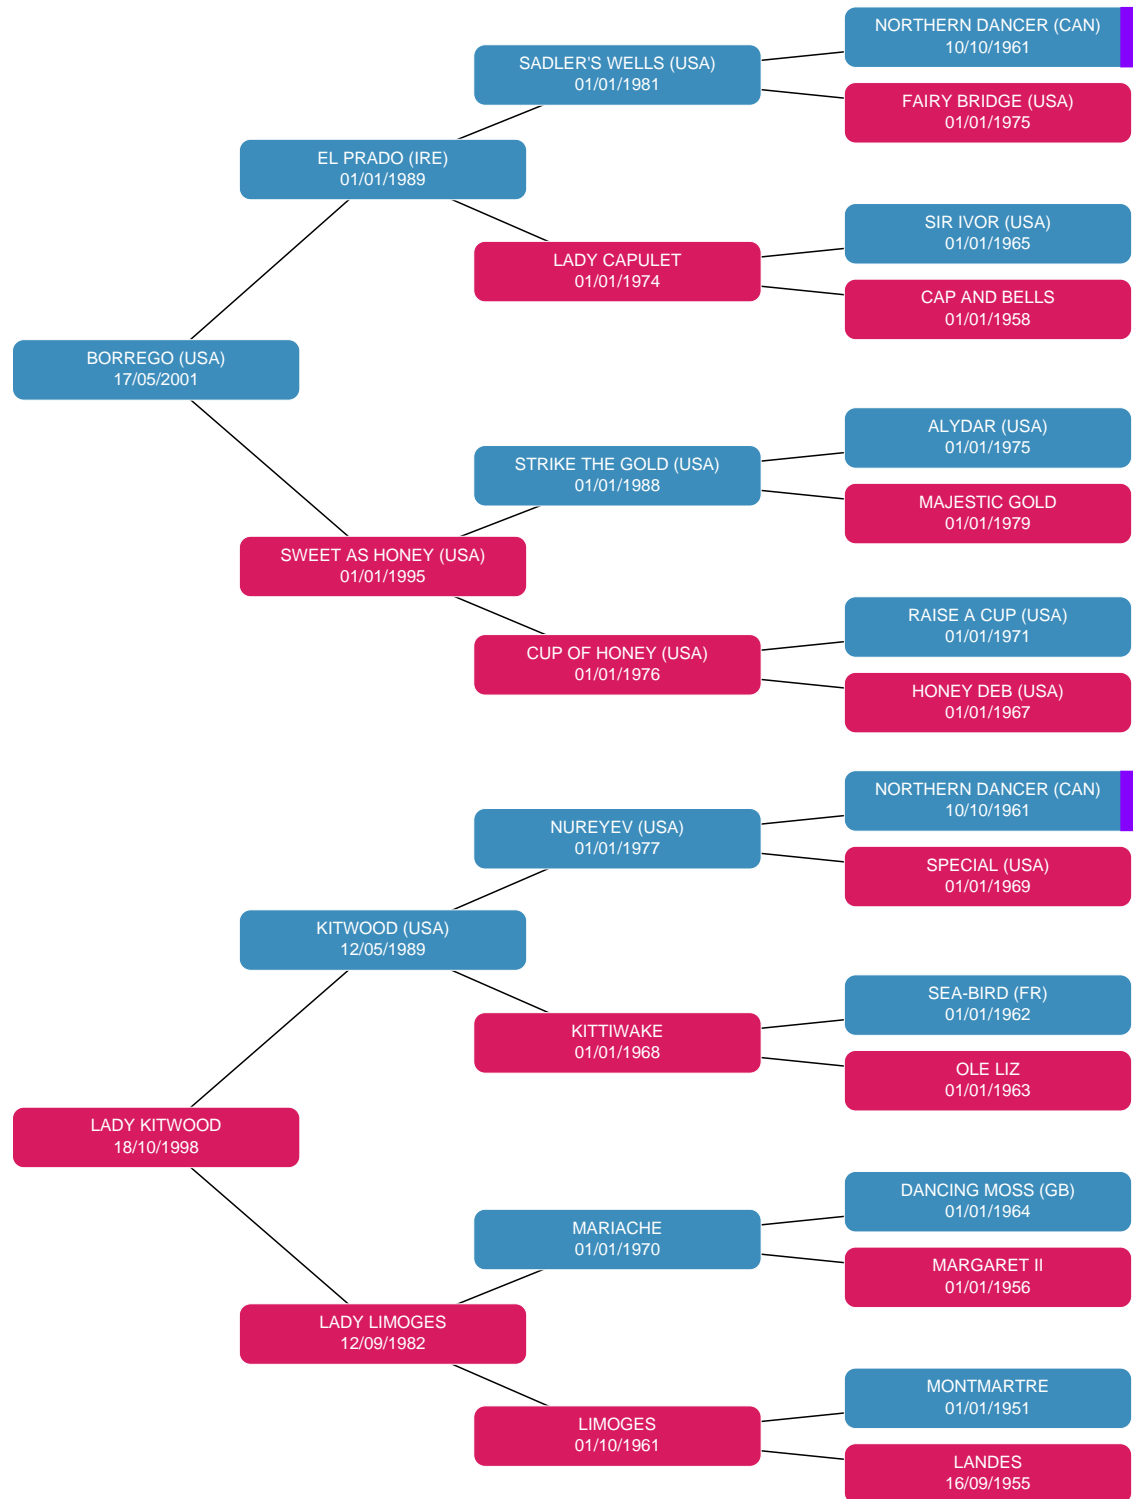 NORTHERN DANCER (CAN)
10/10/1961
SADLER'S WELLS (USA)
01/01/1981
FAIRY BRIDGE (USA)
01/01/1975
EL PRADO (IRE)
01/01/1989
SIR IVOR (USA)
01/01/1965
LADY CAPULET
01/01/1974
CAP AND BELLS
01/01/1958
BORREGO (USA)
17/05/2001
ALYDAR (USA)
01/01/1975
STRIKE THE GOLD (USA)
01/01/1988
MAJESTIC GOLD
01/01/1979
SWEET AS HONEY (USA)
01/01/1995
RAISE A CUP (USA)
01/01/1971
CUP OF HONEY (USA)
01/01/1976
HONEY DEB (USA)
01/01/1967
NORTHERN DANCER (CAN)
10/10/1961
NUREYEV (USA)
01/01/1977
SPECIAL (USA)
01/01/1969
KITWOOD (USA)
12/05/1989
SEA-BIRD (FR)
01/01/1962
KITTIWAKE
01/01/1968
OLE LIZ
01/01/1963
LADY KITWOOD
18/10/1998
DANCING MOSS (GB)
01/01/1964
MARIACHE
01/01/1970
MARGARET II
01/01/1956
LADY LIMOGES
12/09/1982
MONTMARTRE
01/01/1951
LIMOGES
01/10/1961
LANDES
16/09/1955